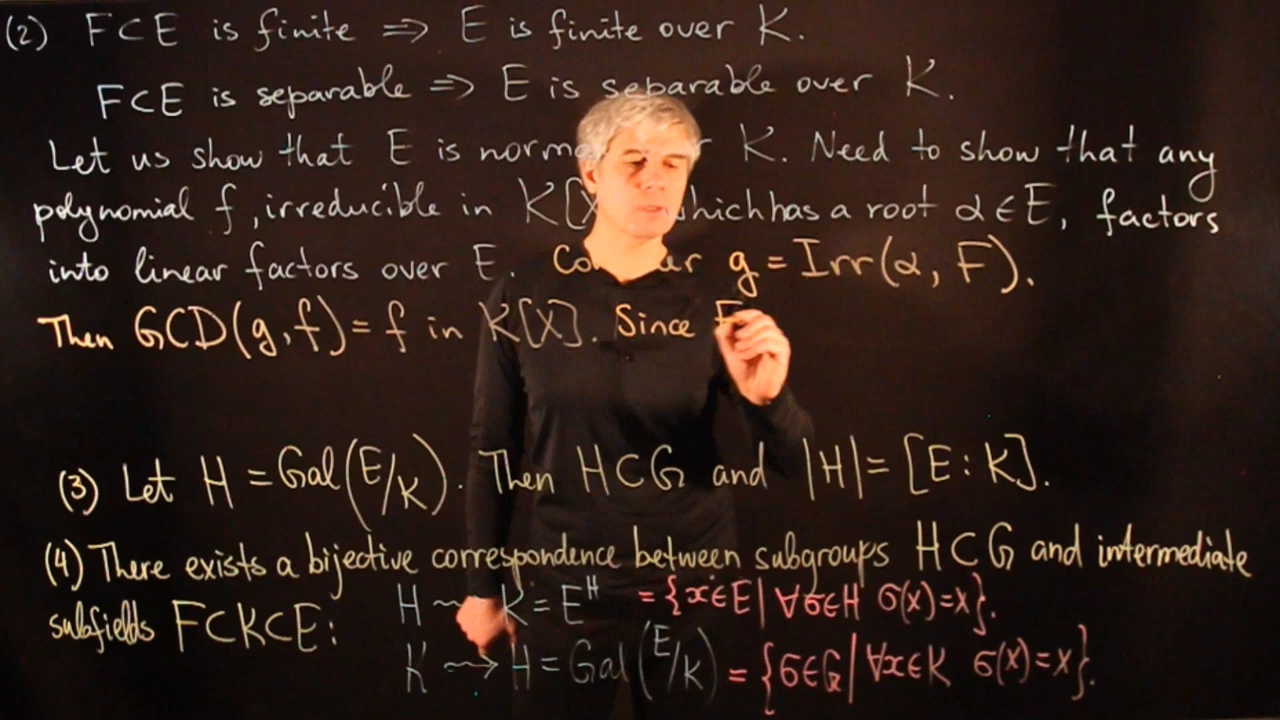 (2) F⊂E is finite ⇒ E is finite over K.
F⊂E is separable ⇒ E is separable over K.
Let us show that E is norm r K. Need to show that any
polynomial f, irreducible in K[X which has a root α∈E, factors
into linear factors over E. Co er g = Irr(α, F).
Then GCD(g,f) = f in K[X]. Since F
(3) Let H = Gal(E/K). Then H⊂G and |H| = [E:K].
(4) There exists a bijective correspondence between subgroups H⊂G and intermediate
subfields F⊂K⊂E:
H ⇝ K = E^H = {x∈E | ∀σ∈H σ(x)=x}.
K ⇝ H = Gal(E/K) = {σ∈G | ∀x∈K σ(x)=x}.